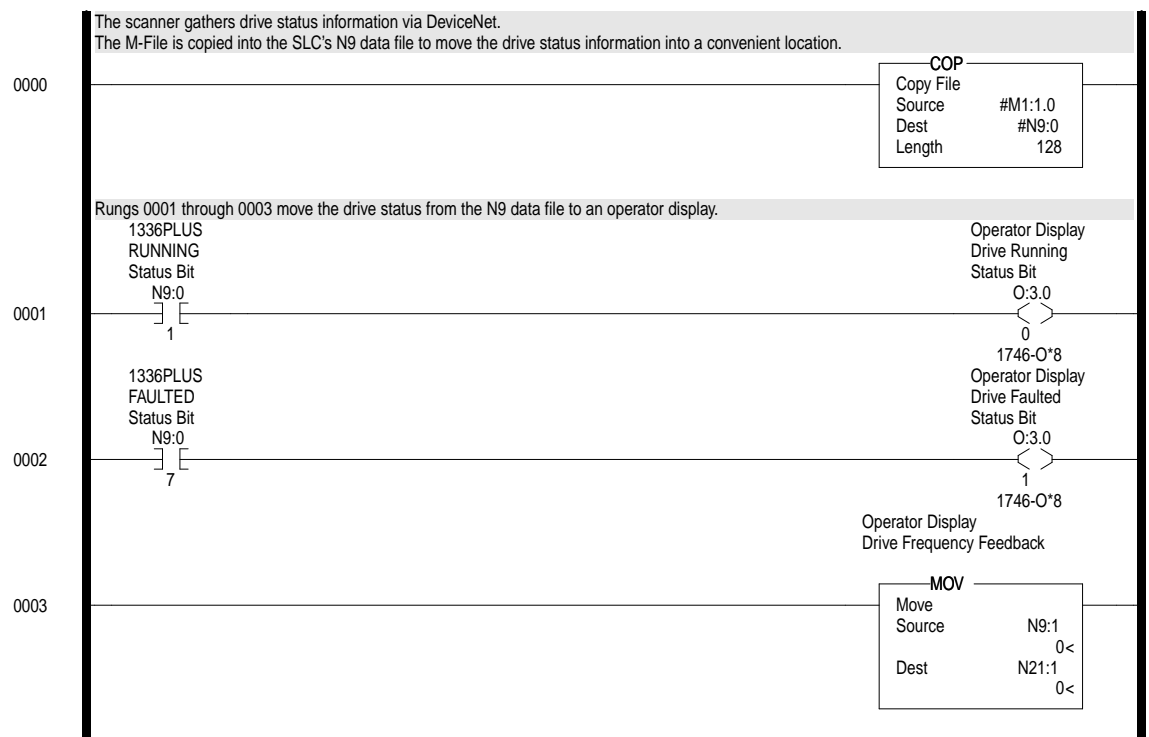 The scanner gathers drive status information via DeviceNet.
The M-File is copied into the SLC's N9 data file to move the drive status information into a convenient location.
COP
0000
Copy File
Source #M1:1.0
Dest #N9:0
Length 128
Rungs 0001 through 0003 move the drive status from the N9 data file to an operator display.
1336PLUS
RUNNING
Status Bit
N9:0
1
Operator Display
Drive Running
Status Bit
O:3.0
0
1746-O*8
0001
1336PLUS
FAULTED
Status Bit
N9:0
7
Operator Display
Drive Faulted
Status Bit
O:3.0
1
1746-O*8
0002
Operator Display
Drive Frequency Feedback
MOV
0003
Move
Source N9:1
0<
Dest N21:1
0<